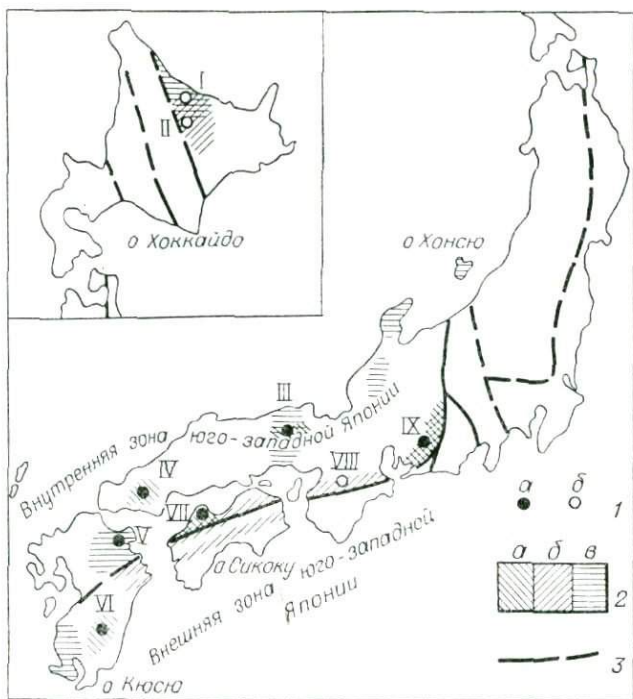 I
II
о Хоккайдо
о Хонсю
III
IX
IV
VIII
VII
V
VI
Внутренняя зона юго-западной Японии
о Сикоку
Внешняя зона юго-западной
Японии
о Кюсю
а б
1
а б в
2
3